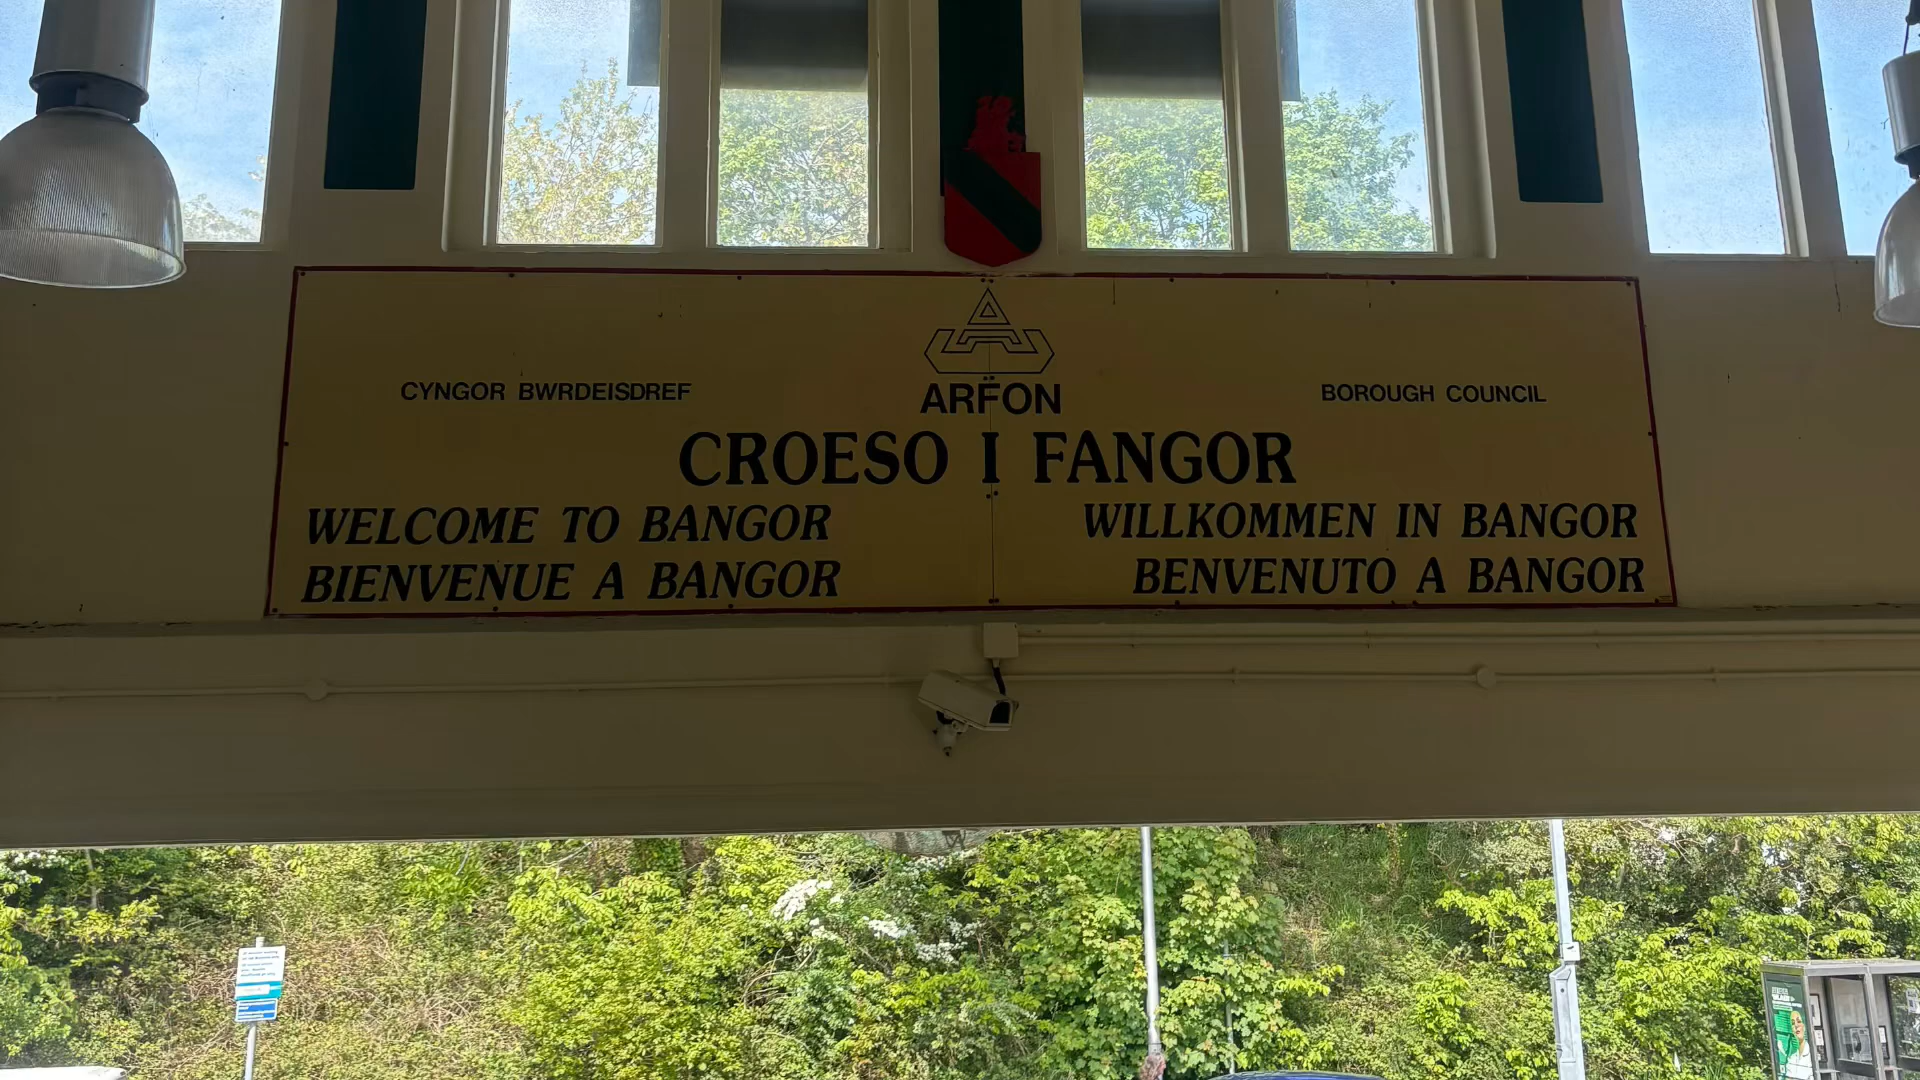 CYNGOR BWRDEISDREF
ARFON
BOROUGH COUNCIL
CROESO I FANGOR
WELCOME TO BANGOR
WILLKOMMEN IN BANGOR
BIENVENUE A BANGOR
BENVENUTO A BANGOR